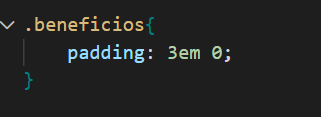 .beneficios{
    padding: 3em 0;
}